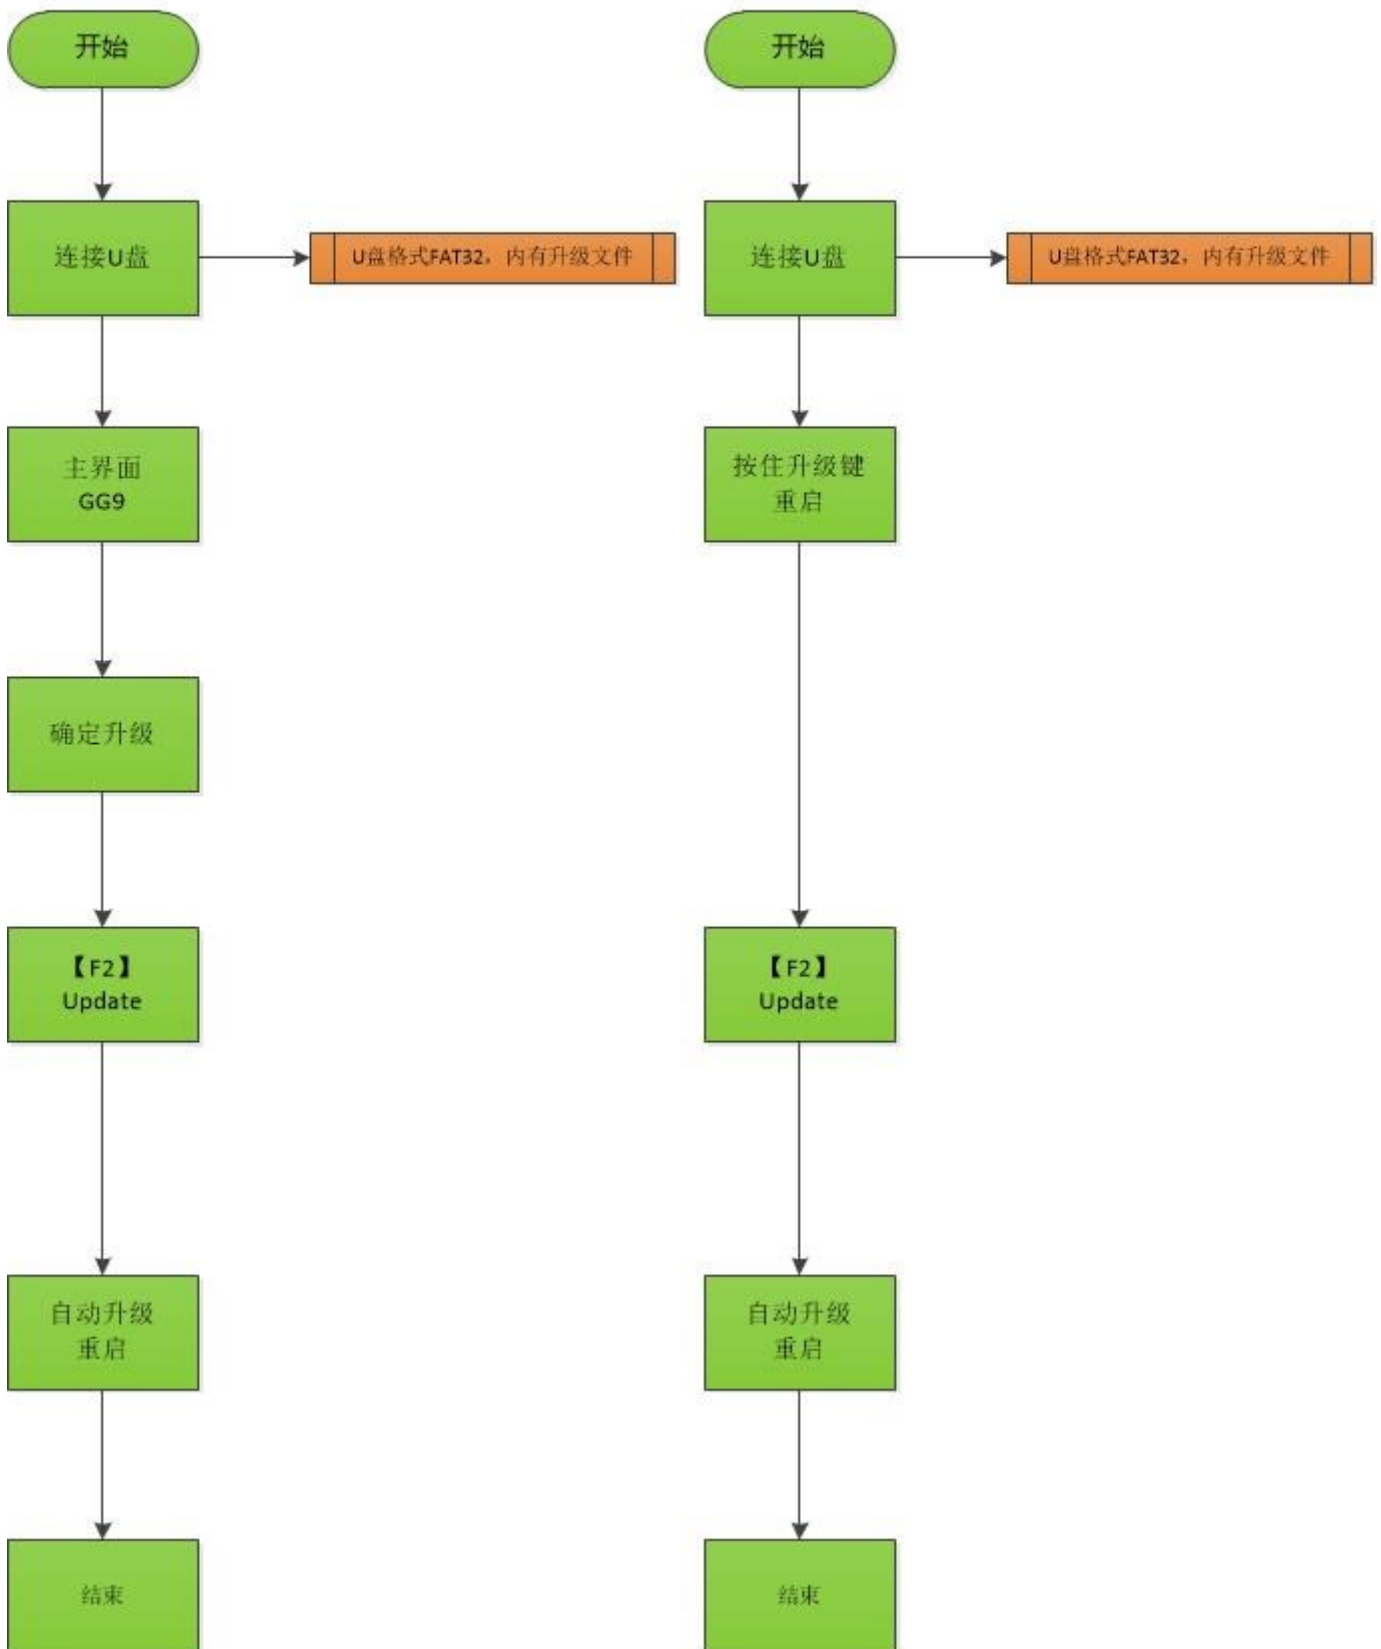 开始
连接U盘
U盘格式FAT32，内有升级文件
主界面
GG9
确定升级
【F2】
Update
自动升级
重启
结束
开始
连接U盘
U盘格式FAT32，内有升级文件
按住升级键
重启
【F2】
Update
自动升级
重启
结束